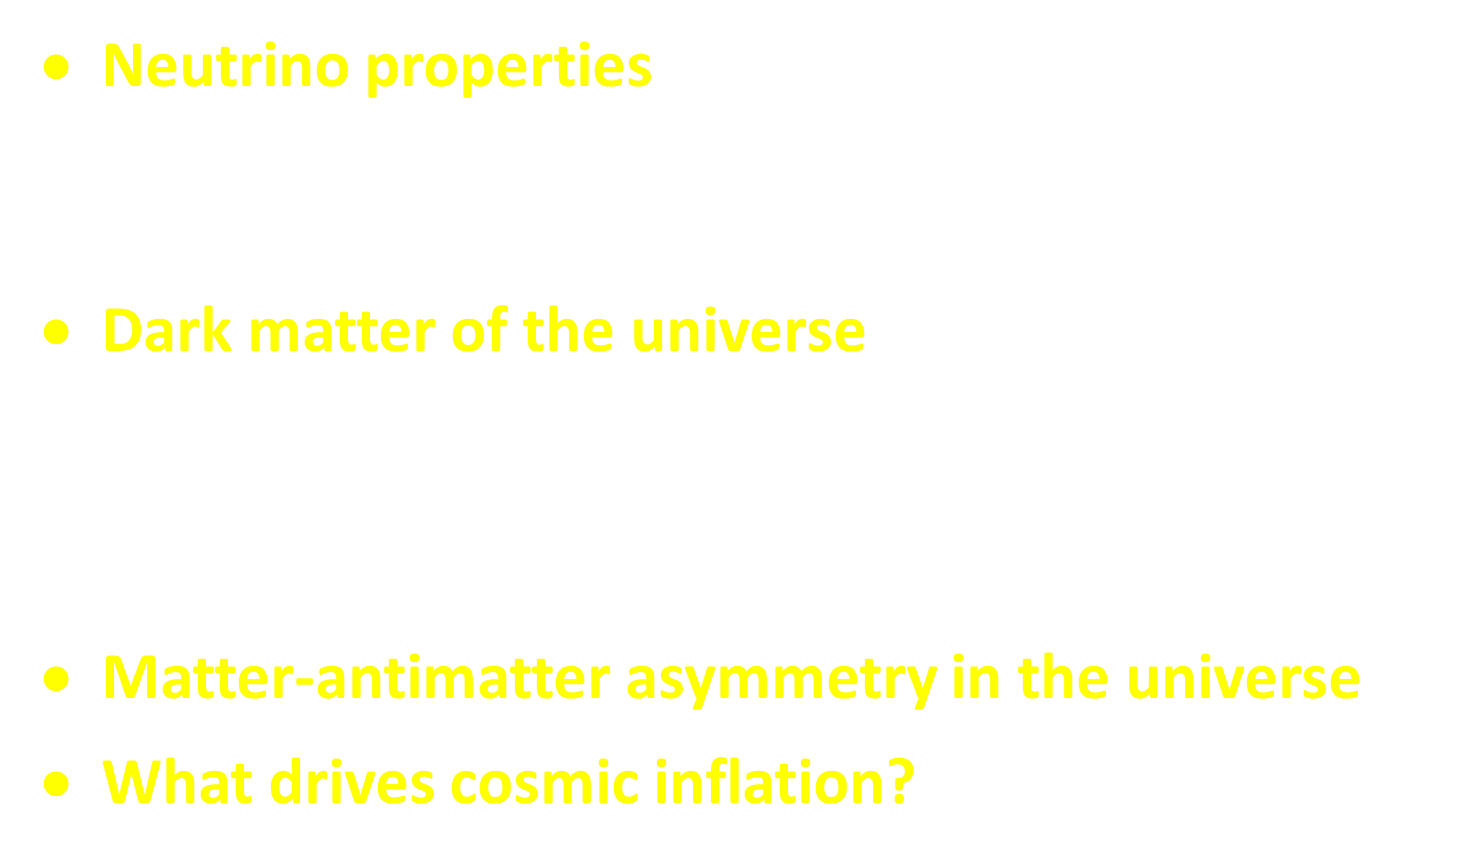 • Neutrino properties
• Dark matter of the universe
• Matter-antimatter asymmetry in the universe
• What drives cosmic inflation?